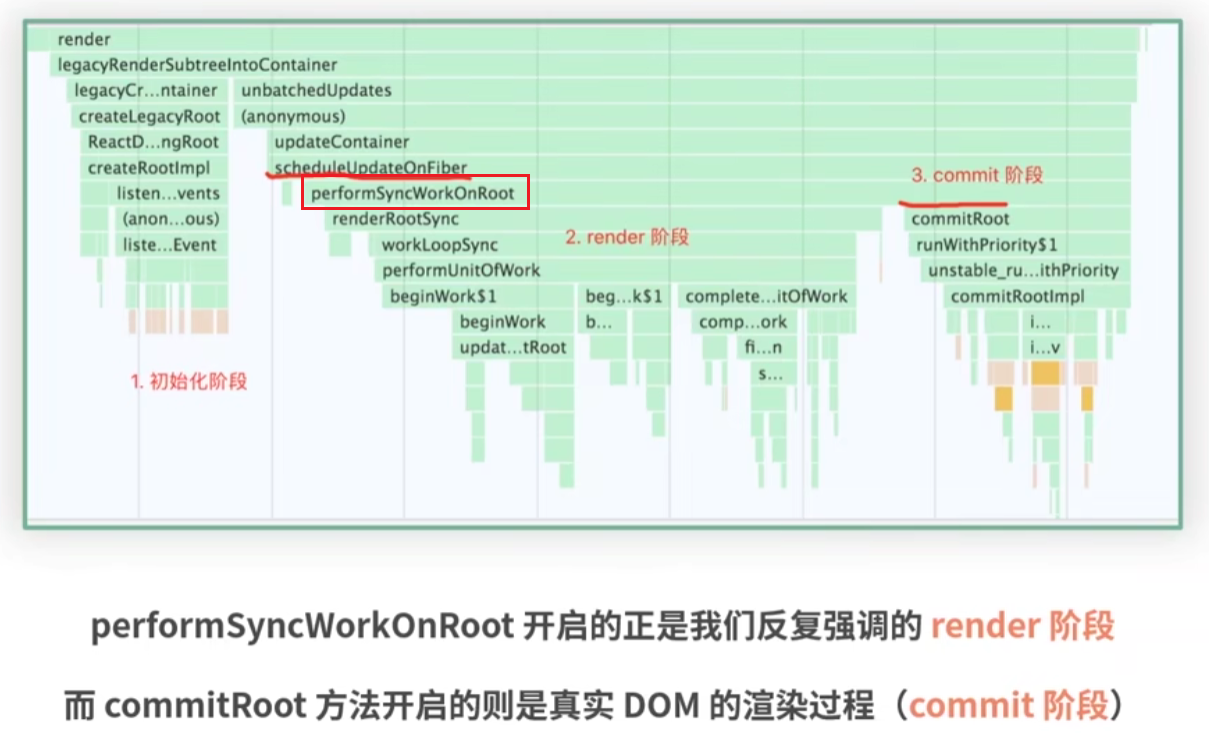 render
legacyRenderSubtreeIntoContainer
legacyCr...ntainer unbatchedUpdates
createLegacyRoot (anonymous)
ReactD...ngRoot updateContainer
createRootImpl scheduleUpdateOnFiber
3. commit 阶段
listen...vents performSyncWorkOnRoot
(anon...ous) renderRootSync commitRoot
2. render 阶段
liste...Event workLoopSync runWithPriority$1
performUnitOfWork unstable_ru...ithPriority
beginWork$1 beg...k$1 complete...itOfWork commitRootImpl
beginWork b... comp...ork i...
updat...tRoot fi...n i...v
s...
1. 初始化阶段
performSyncWorkOnRoot 开启的正是我们反复强调的 render 阶段
而 commitRoot 方法开启的则是真实 DOM 的渲染过程（commit 阶段）